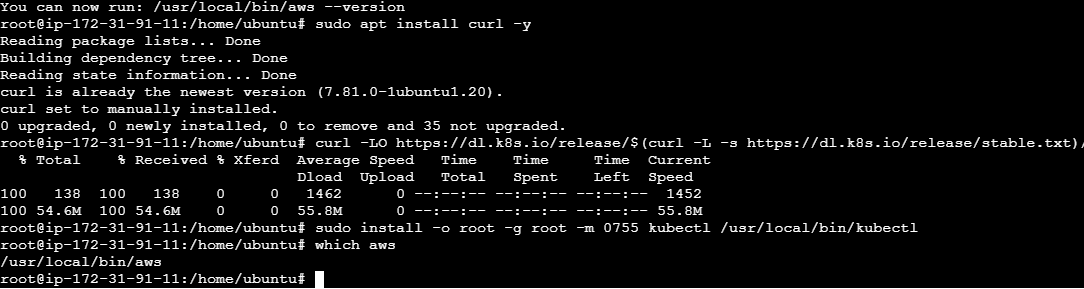 You can now run: /usr/local/bin/aws --version
root@ip-172-31-91-11:/home/ubuntu# sudo apt install curl -y
Reading package lists... Done
Building dependency tree... Done
Reading state information... Done
curl is already the newest version (7.81.0-1ubuntu1.20).
curl set to manually installed.
0 upgraded, 0 newly installed, 0 to remove and 35 not upgraded.
root@ip-172-31-91-11:/home/ubuntu# curl -LO https://dl.k8s.io/release/$(curl -L -s https://dl.k8s.io/release/stable.txt)/
  % Total    % Received % Xferd  Average Speed   Time    Time     Time  Current
                                 Dload  Upload   Total   Spent    Left  Speed
100   138  100   138    0     0   1462      0 --:--:-- --:--:-- --:--:--  1452
100 54.6M  100 54.6M    0     0  55.8M      0 --:--:-- --:--:-- --:--:-- 55.8M
root@ip-172-31-91-11:/home/ubuntu# sudo install -o root -g root -m 0755 kubectl /usr/local/bin/kubectl
root@ip-172-31-91-11:/home/ubuntu# which aws
/usr/local/bin/aws
root@ip-172-31-91-11:/home/ubuntu#